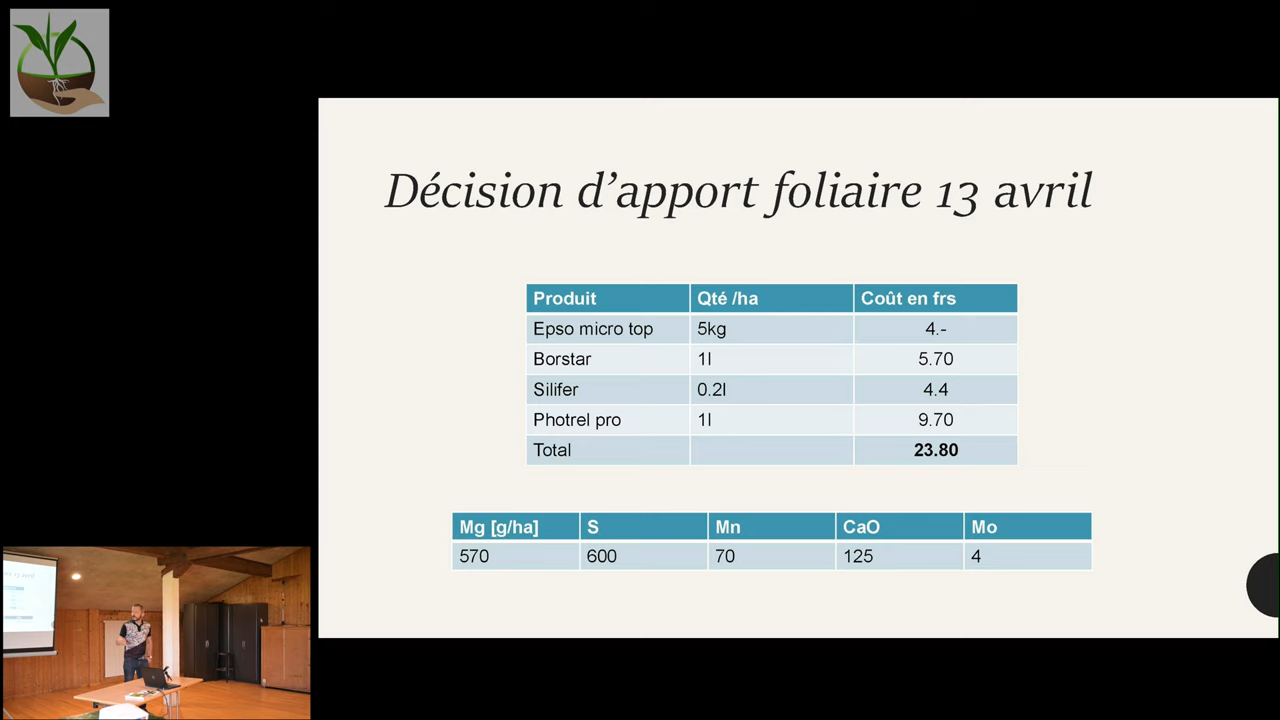 Décision d'apport foliaire 13 avril
Produit Qté /ha Coût en frs
Epso micro top 5kg 4.-
Borstar 1l 5.70
Silifer 0.2l 4.4
Photrel pro 1l 9.70
Total 23.80
Mg [g/ha] S Mn CaO Mo
570 600 70 125 4